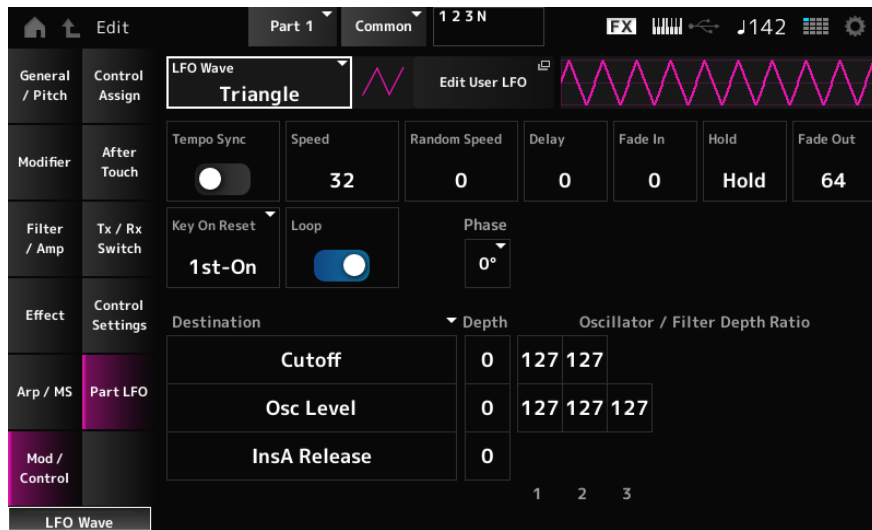 Edit
Part 1
Common
1 2 3 N
FX
♩142
General / Pitch
Control Assign
LFO Wave
Triangle
Edit User LFO
Modifier
After Touch
Tempo Sync
Speed
32
Random Speed
0
Delay
0
Fade In
0
Hold
Hold
Fade Out
64
Filter / Amp
Tx / Rx Switch
Key On Reset
1st-On
Loop
Phase
0°
Effect
Control Settings
Destination
Depth
Oscillator / Filter Depth Ratio
Cutoff
0
127 127
Arp / MS
Part LFO
Osc Level
0
127 127 127
Mod / Control
InsA Release
0
1 2 3
LFO Wave